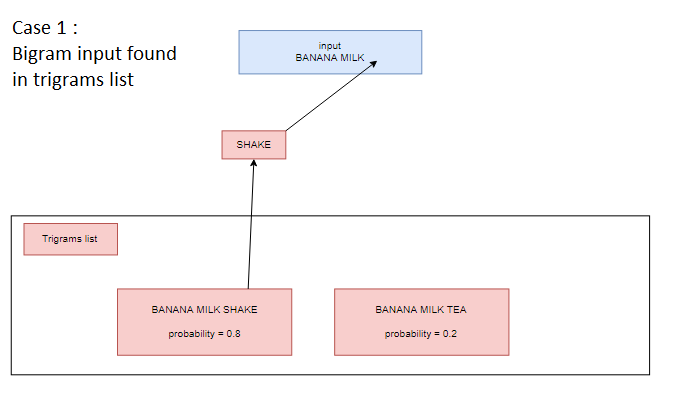 Case 1 :
Bigram input found
in trigrams list
input
BANANA MILK
SHAKE
Trigrams list
BANANA MILK SHAKE
probability = 0.8
BANANA MILK TEA
probability = 0.2